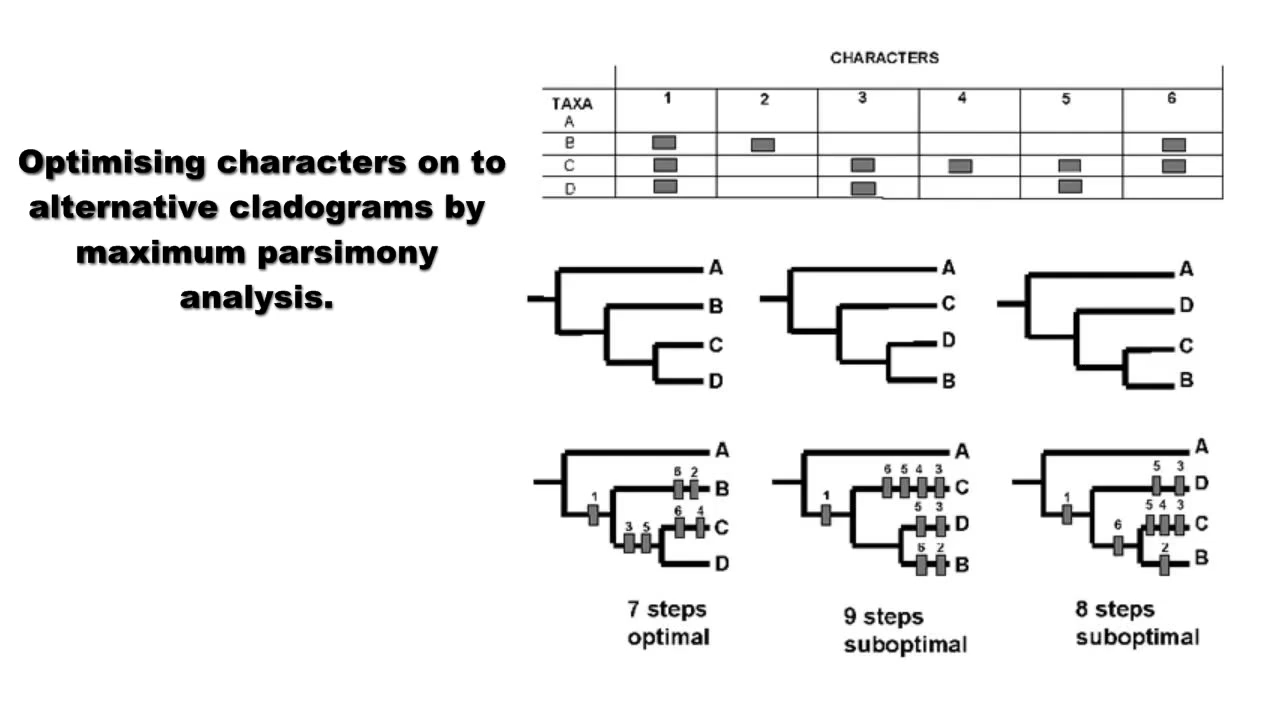 Optimising characters on to
alternative cladograms by
maximum parsimony
analysis.
CHARACTERS
TAXA 1 2 3 4 5 6
A
B
C
D
A
B
C
D
A
C
D
B
A
D
C
B
A
6 2
B
1
6 4
3 5
C
D
A
6 5 4 3
C
1
5 3
D
6 2
B
A
5 3
D
1
5 4 3
C
6
2
B
7 steps
optimal
9 steps
suboptimal
8 steps
suboptimal